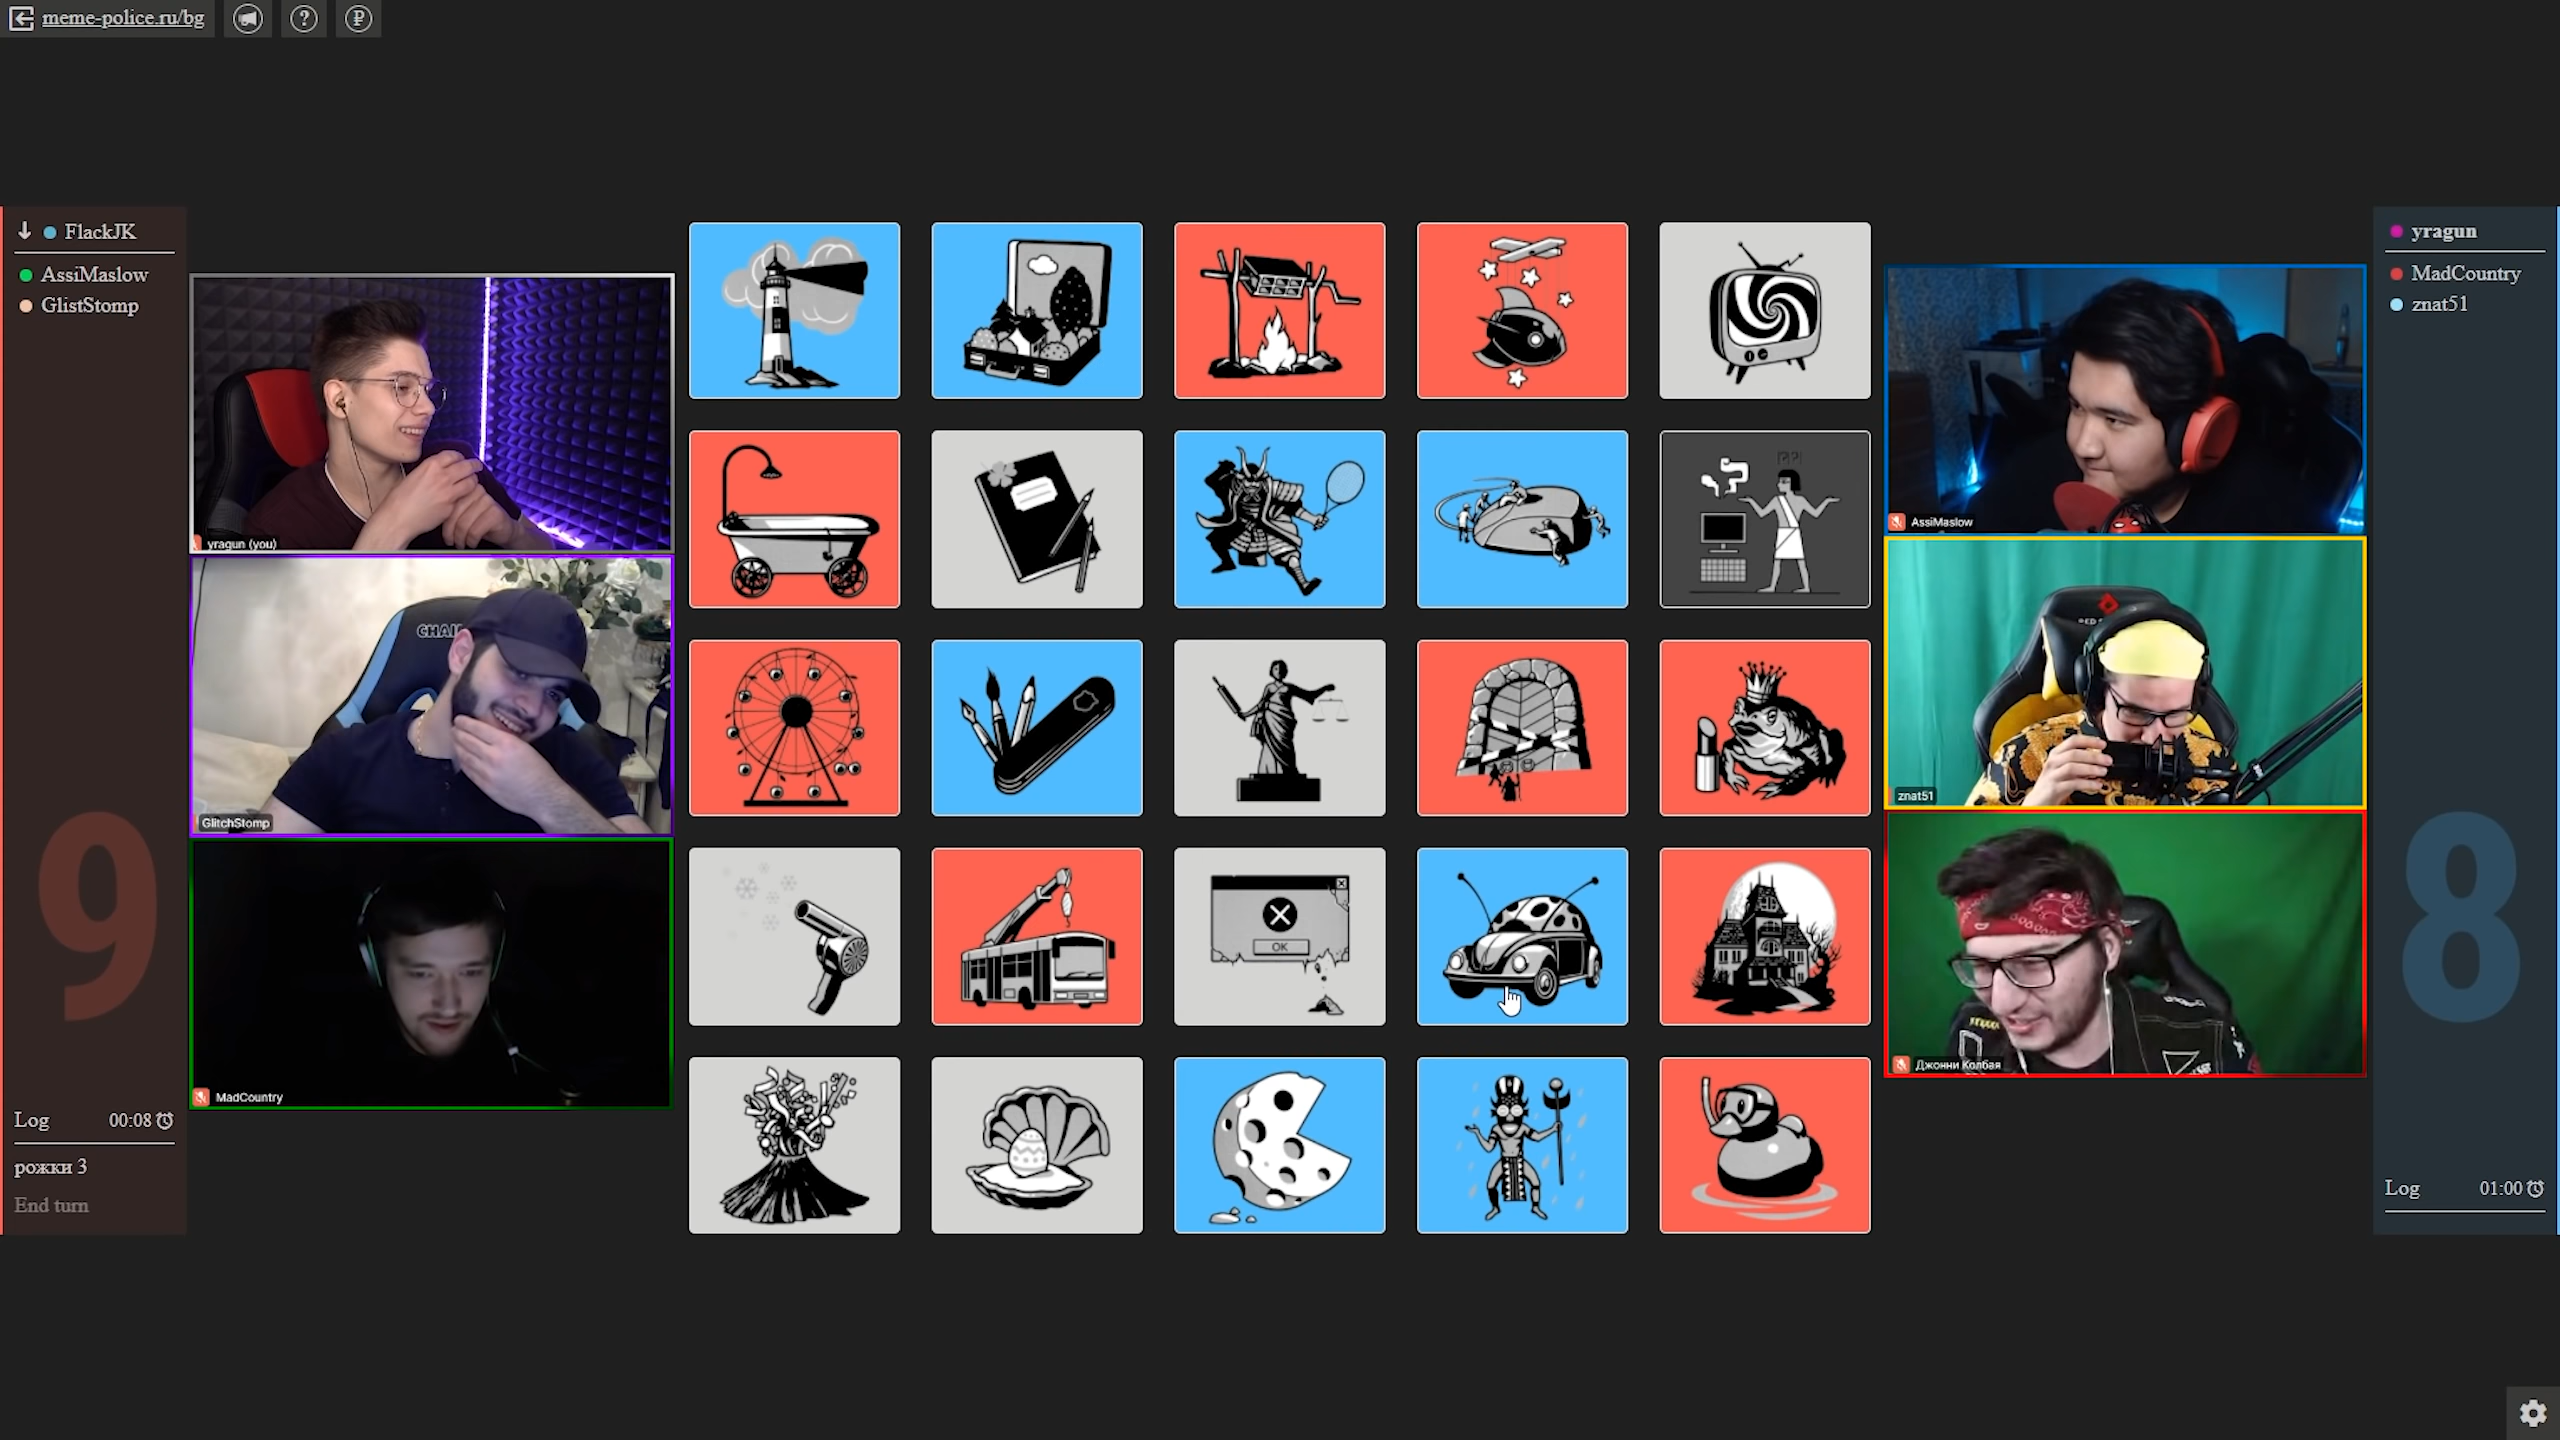 meme-police.ru/bg
FlackJK
AssiMaslow
GlistStomp
9
Log 00:08
рожки 3
End turn
yragun (you)
CHAI
GlitchStomp
MadCountry
?!?!
OK
AssiMaslow
znat51
Джонни Колбая
yragun
MadCountry
znat51
8
Log 01:00